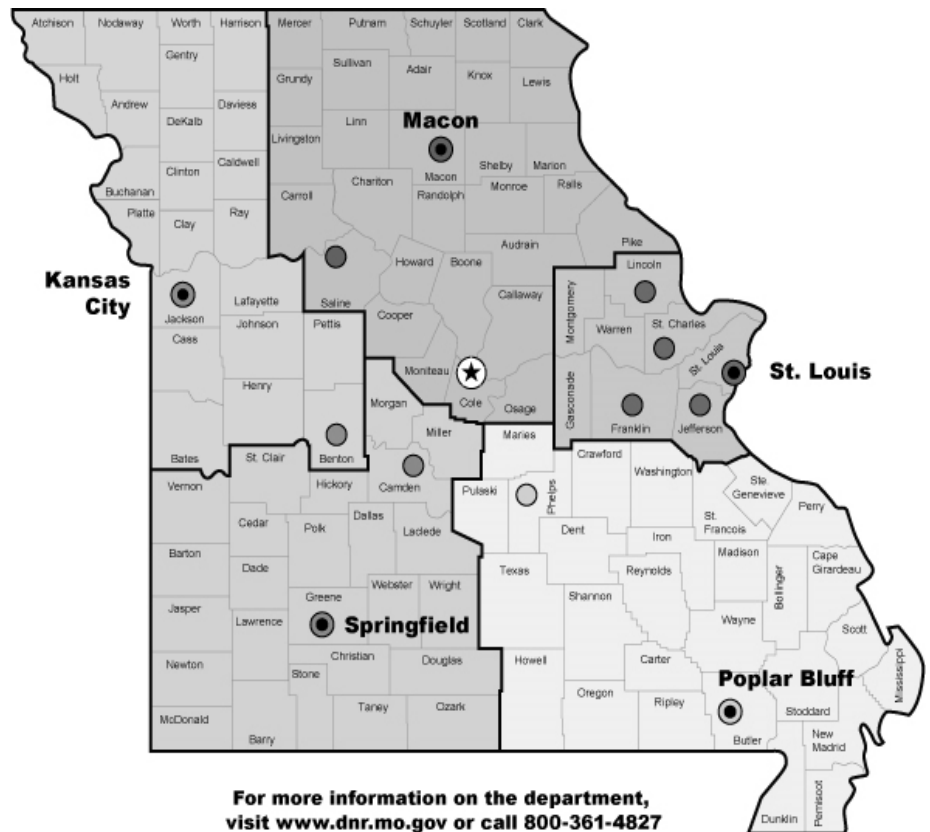 Atchison Nodaway Worth Harrison Mercer Putnam Schuyler Scotland Clark
Gentry
Sullivan
Adair
Holt
Grundy
Knox
Lewis
Andrew
Daviess
DeKalb
Linn
Macon
Livingston
Caldwell
Shelby
Marion
Clinton
Macon
Chariton
Ralls
Buchanan
Carroll
Randolph
Monroe
Platte
Ray
Clay
Audrain
Pike
Howard
Boone
Lincoln
Kansas
City
Lafayette
Saline
Callaway
Montgomery
Jackson
Johnson
Pettis
Cooper
Warren
St. Charles
Cass
St. Louis
St. Louis
Moniteau
Henry
Morgan
Cole
Osage
Gasconade
Franklin
Jefferson
Miller
Maries
Bates
St. Clair
Benton
Crawford
Washington
Vernon
Hickory
Camden
Pulaski
Phelps
Ste.
Genevieve
Perry
Cedar
Polk
Dallas
Laclede
Dent
St.
Francois
Iron
Barton
Madison
Cape
Girardeau
Dade
Texas
Reynolds
Bollinger
Webster
Wright
Greene
Shannon
Jasper
Lawrence
Wayne
Springfield
Scott
Christian
Douglas
Howell
Carter
Newton
Stone
Poplar Bluff
Mississippi
Oregon
Ripley
McDonald
Taney
Ozark
Stoddard
Barry
Butler
New
Madrid
Pemiscot
Dunklin
For more information on the department,
visit www.dnr.mo.gov or call 800-361-4827